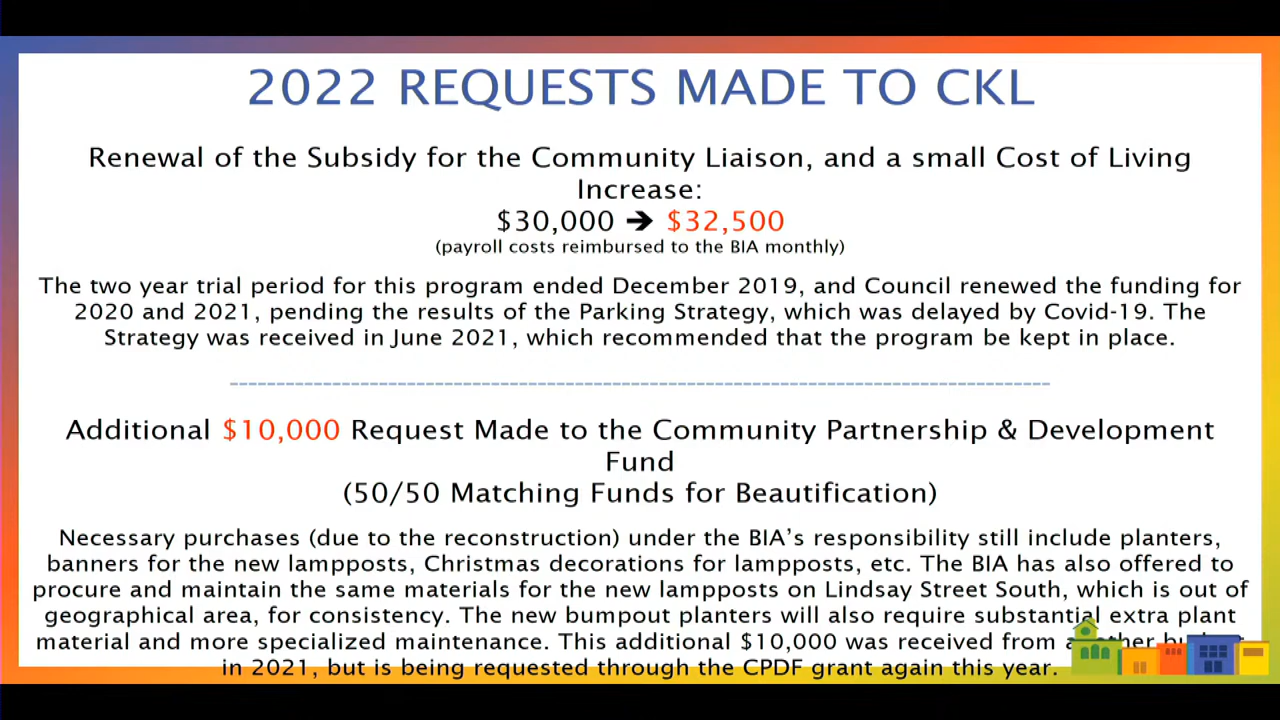 2022 REQUESTS MADE TO CKL
Renewal of the Subsidy for the Community Liaison, and a small Cost of Living
Increase:
$30,000 ➔ $32,500
(payroll costs reimbursed to the BIA monthly)
The two year trial period for this program ended December 2019, and Council renewed the funding for
2020 and 2021, pending the results of the Parking Strategy, which was delayed by Covid-19. The
Strategy was received in June 2021, which recommended that the program be kept in place.
Additional $10,000 Request Made to the Community Partnership & Development
Fund
(50/50 Matching Funds for Beautification)
Necessary purchases (due to the reconstruction) under the BIA's responsibility still include planters,
banners for the new lampposts, Christmas decorations for lampposts, etc. The BIA has also offered to
procure and maintain the same materials for the new lampposts on Lindsay Street South, which is out of
geographical area, for consistency. The new bumpout planters will also require substantial extra plant
material and more specialized maintenance. This additional $10,000 was received from
in 2021, but is being requested through the CPDF grant again this year.